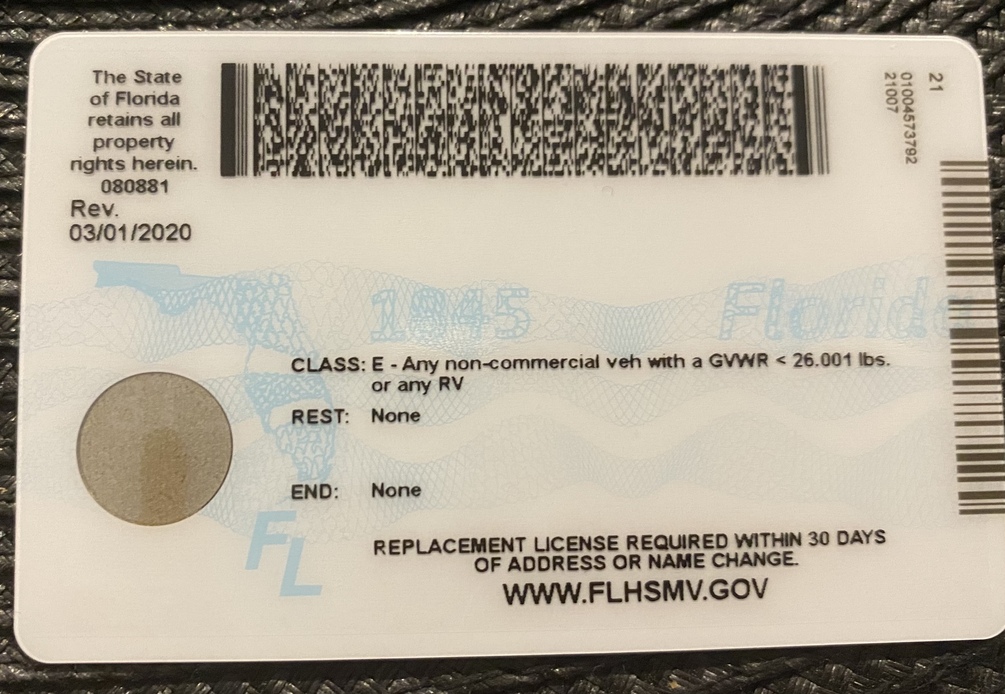 The State
of Florida
retains all
property
rights herein.
080881
Rev.
03/01/2020
21
01004573792
21007
1845 Florida
CLASS: E - Any non-commercial veh with a GVWR < 26.001 lbs.
or any RV
REST: None
END: None
FL
REPLACEMENT LICENSE REQUIRED WITHIN 30 DAYS
OF ADDRESS OR NAME CHANGE.
WWW.FLHSMV.GOV